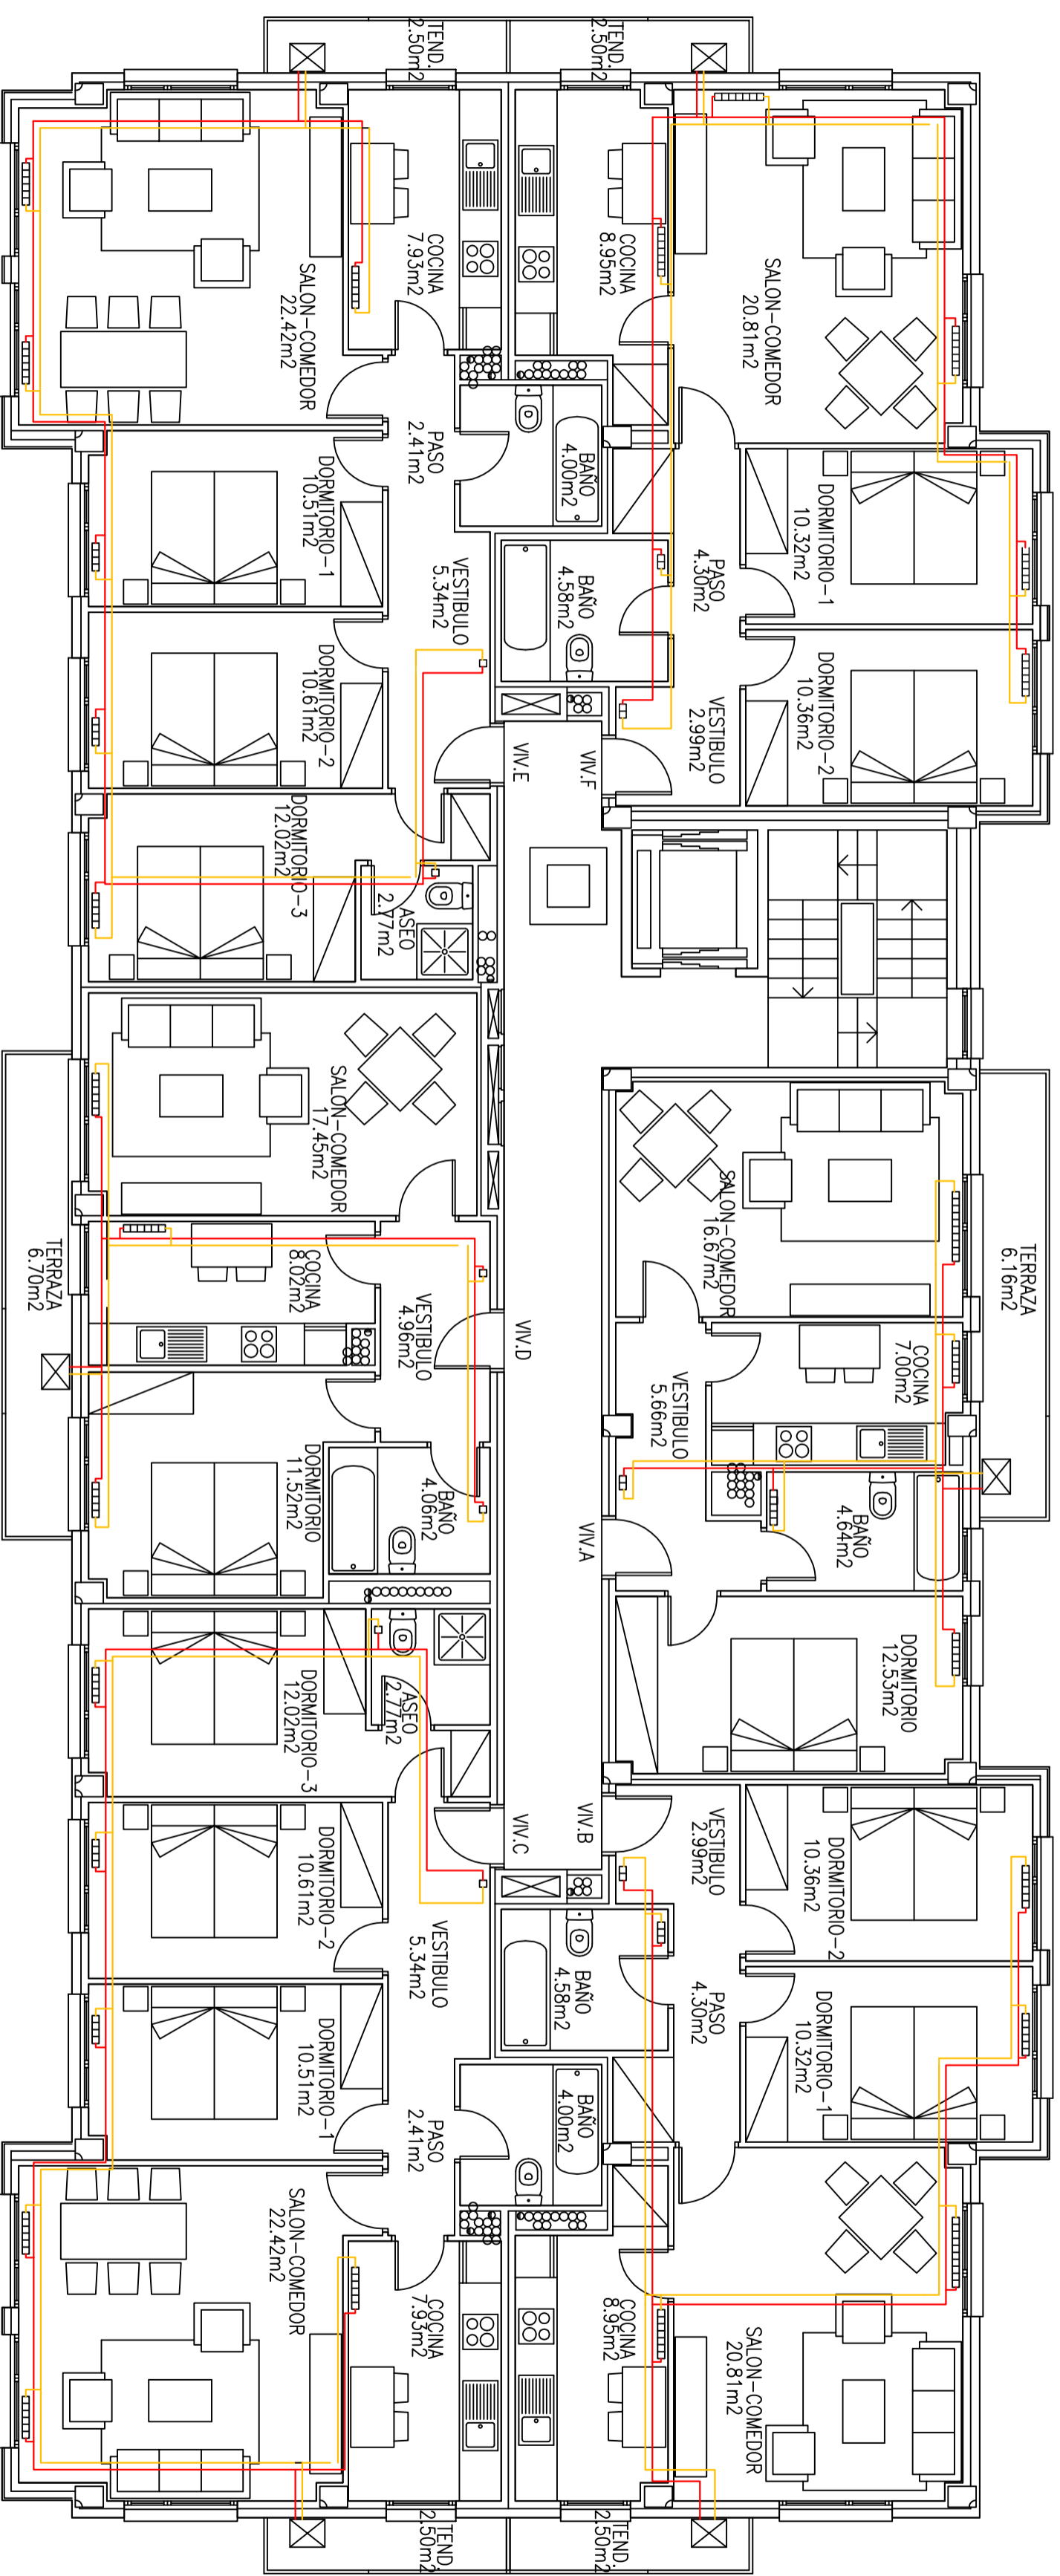 TEND.
2.50m2
TEND.
2.50m2
COCINA
7.93m2
COCINA
8.95m2
SALON-COMEDOR
22.42m2
SALON-COMEDOR
20.81m2
PASO
2.41m2
BAÑO
4.00m2
DORMITORIO-1
10.51m2
DORMITORIO-1
10.32m2
VESTIBULO
5.34m2
BAÑO
4.58m2
PASO
4.30m2
DORMITORIO-2
10.61m2
DORMITORIO-2
10.36m2
VESTIBULO
2.99m2
VIV.E
VIV.F
DORMITORIO-3
12.02m2
ASEO
2.77m2
SALON-COMEDOR
17.45m2
SALON-COMEDOR
16.67m2
TERRAZA
6.70m2
TERRAZA
6.16m2
COCINA
8.02m2
VESTIBULO
4.96m2
VIV.D
COCINA
7.00m2
VESTIBULO
5.66m2
DORMITORIO
11.52m2
BAÑO
4.06m2
VIV.A
BAÑO
4.64m2
DORMITORIO
12.53m2
DORMITORIO-3
12.02m2
ASEO
2.77m2
VIV.C
VIV.B
VESTIBULO
2.99m2
DORMITORIO-2
10.36m2
DORMITORIO-2
10.61m2
VESTIBULO
5.34m2
BAÑO
4.58m2
PASO
4.30m2
DORMITORIO-1
10.32m2
DORMITORIO-1
10.51m2
PASO
2.41m2
BAÑO
4.00m2
SALON-COMEDOR
22.42m2
COCINA
7.93m2
COCINA
8.95m2
SALON-COMEDOR
20.81m2
TEND.
2.50m2
TEND.
2.50m2